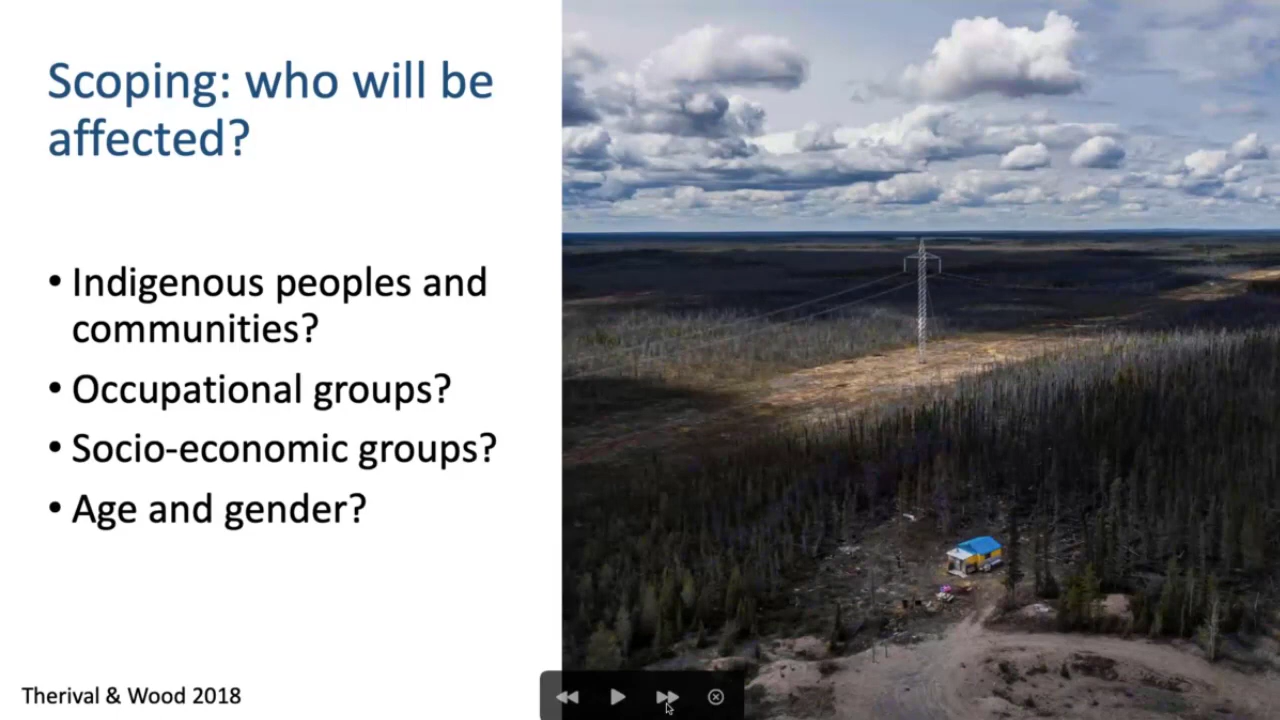 Scoping: who will be
affected?
• Indigenous peoples and
communities?
• Occupational groups?
• Socio-economic groups?
• Age and gender?
Therival & Wood 2018